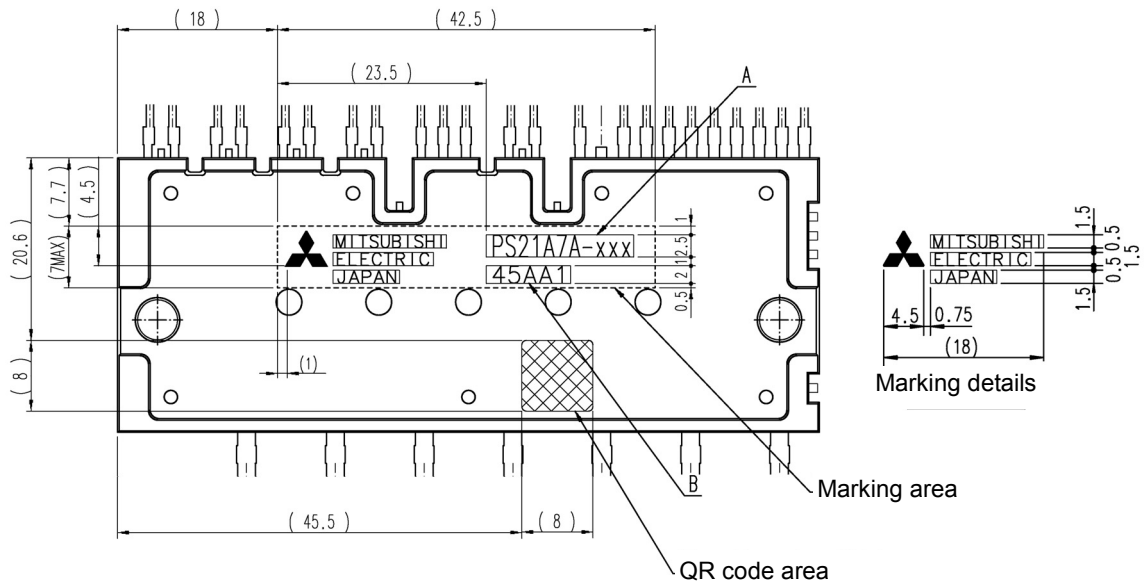 ( 18 )
( 42.5 )
( 23.5 )
A
( 20.6 )
( 7.7 )
(7MAX)
( 4.5 )
MITSUBISHI
ELECTRIC
JAPAN
PS21A7A-xxx
45AA1
1
2.5
1
2
0.5
(1)
( 8 )
B
Marking area
( 45.5 )
( 8 )
QR code area
MITSUBISHI
ELECTRIC
JAPAN
1.5
0.5
0.5
1.5
1.5
4.5
0.75
(18)
Marking details